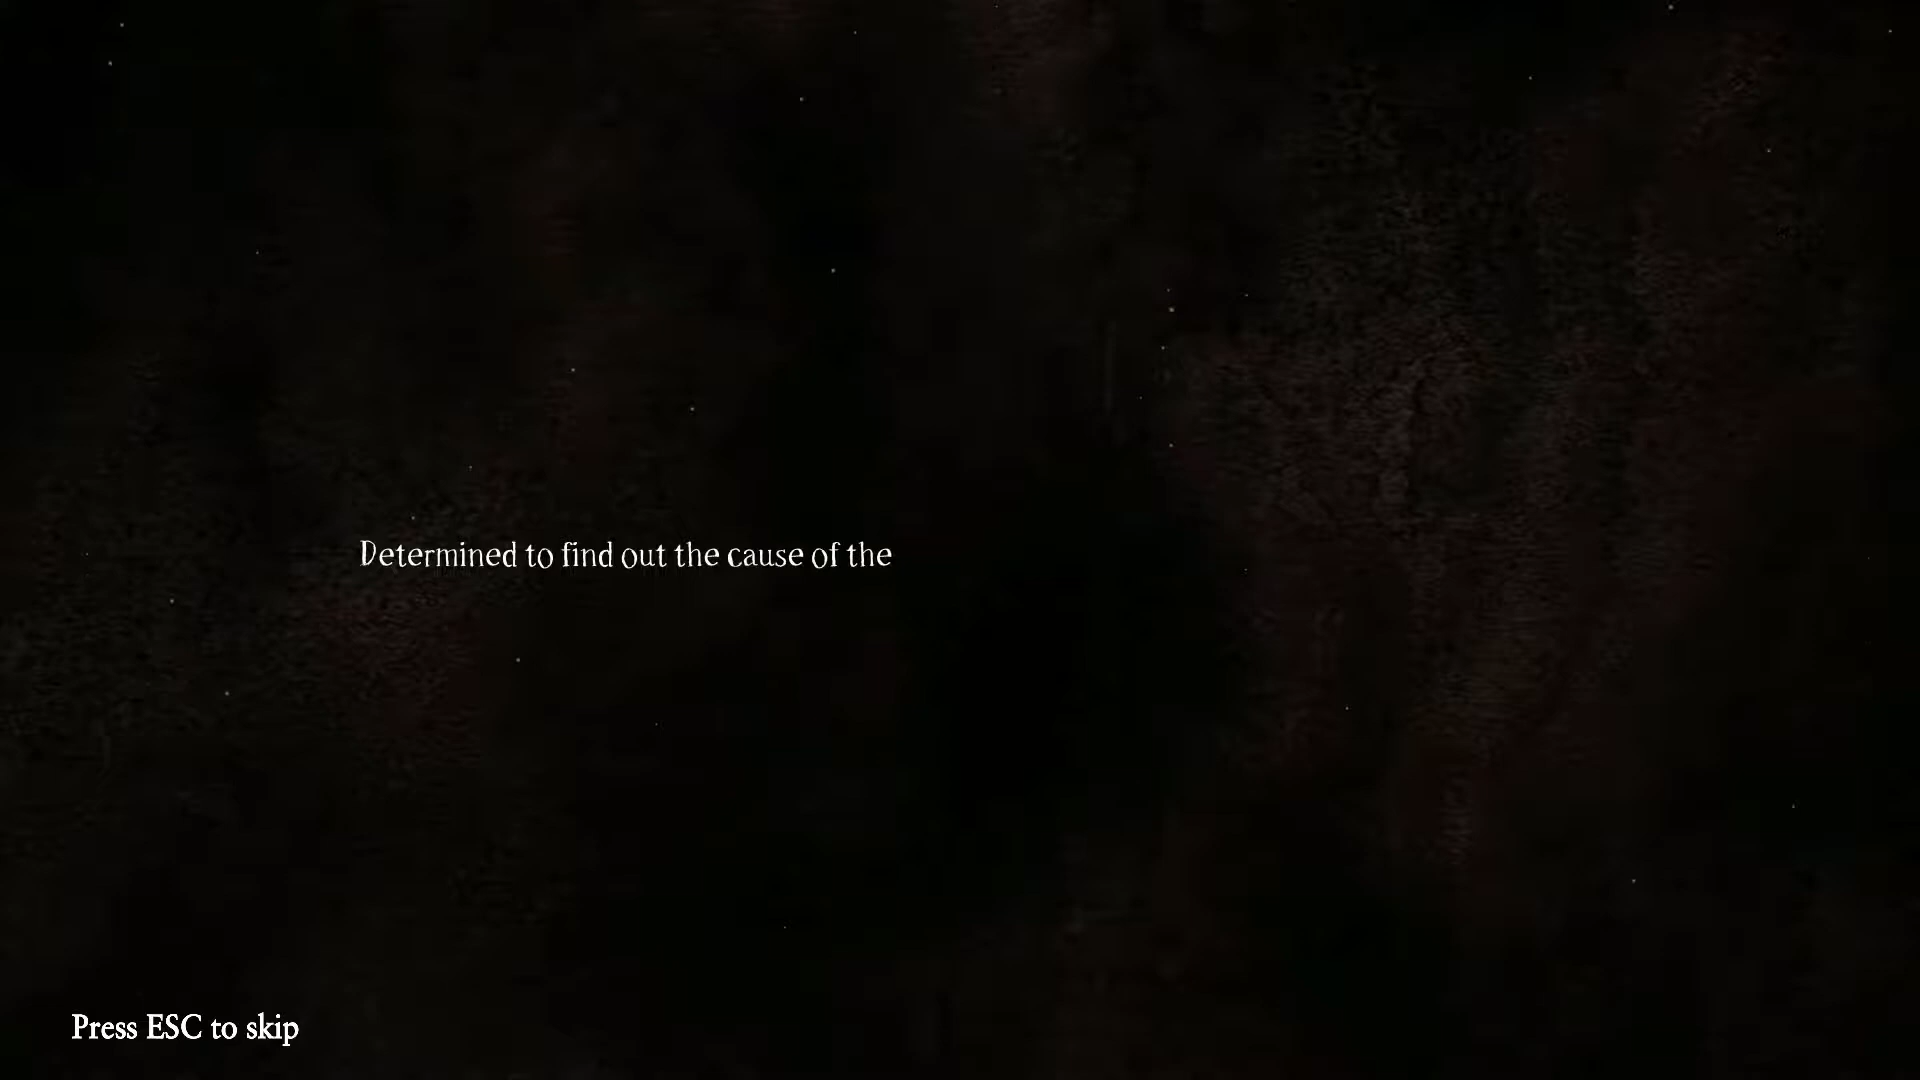 Determined to find out the cause of the
Press ESC to skip